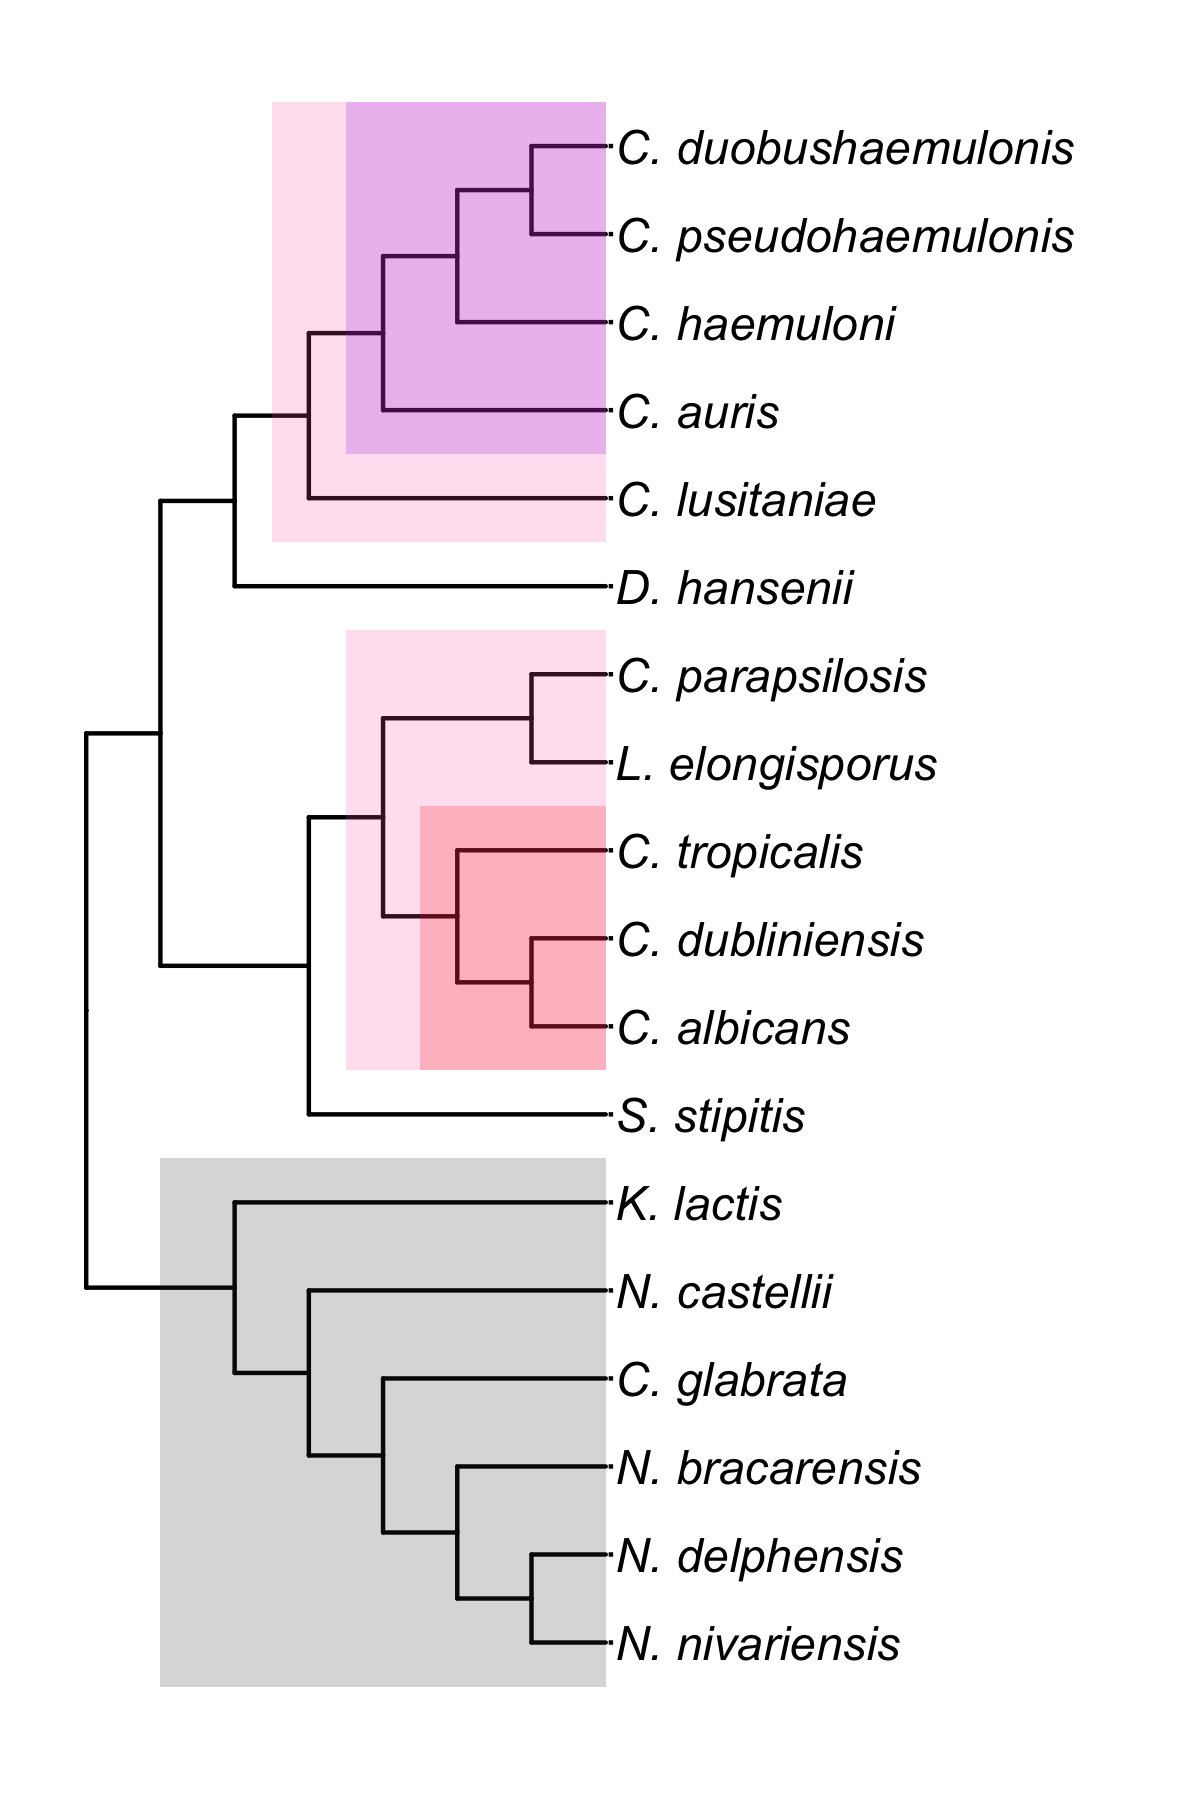 C. duobushaemulonis
C. pseudohaemulonis
C. haemuloni
C. auris
C. lusitaniae
D. hansenii
C. parapsilosis
L. elongisporus
C. tropicalis
C. dubliniensis
C. albicans
S. stipitis
K. lactis
N. castellii
C. glabrata
N. bracarensis
N. delphensis
N. nivariensis